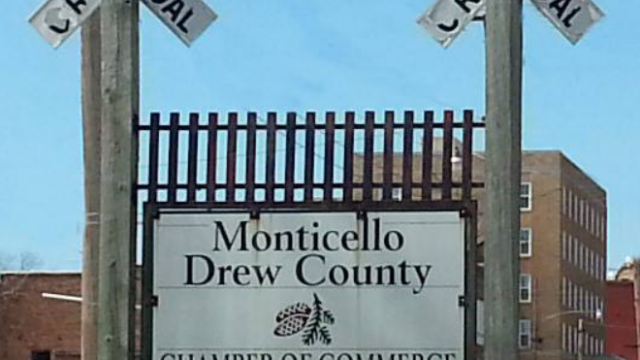 Monticello
Drew County
CHAMBER OF COMMERCE